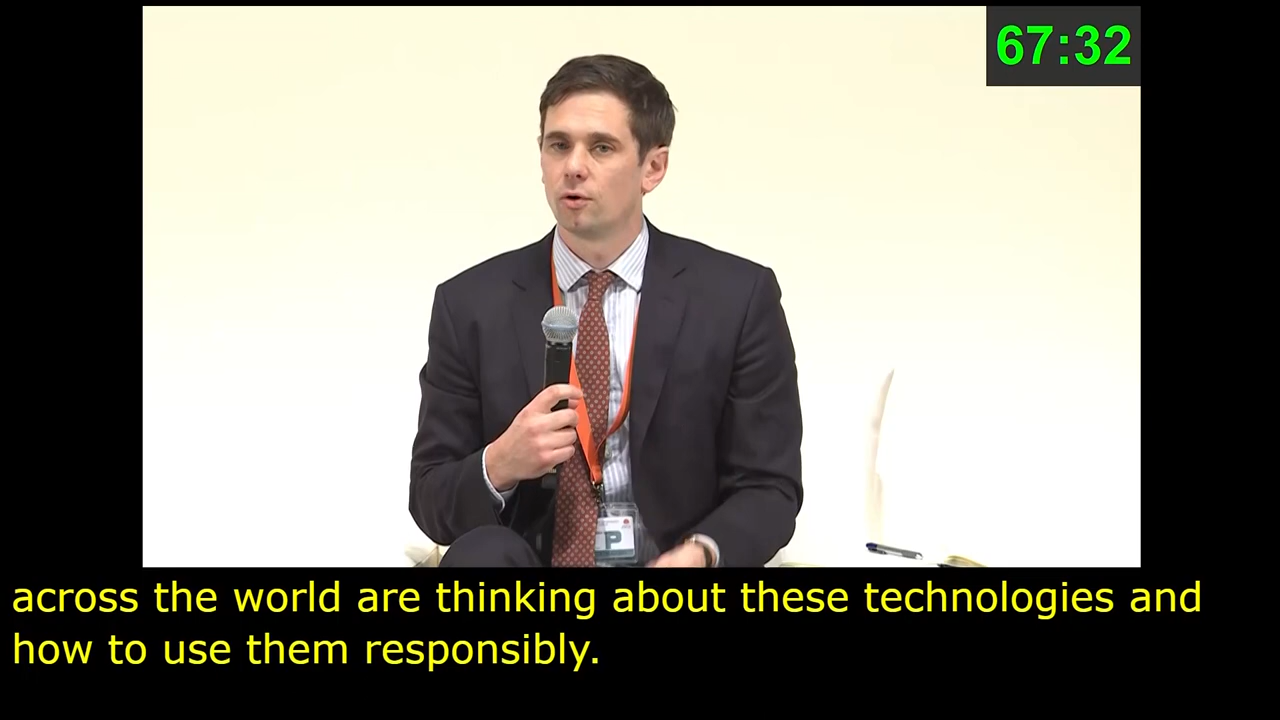 67:32
P
across the world are thinking about these technologies and
how to use them responsibly.